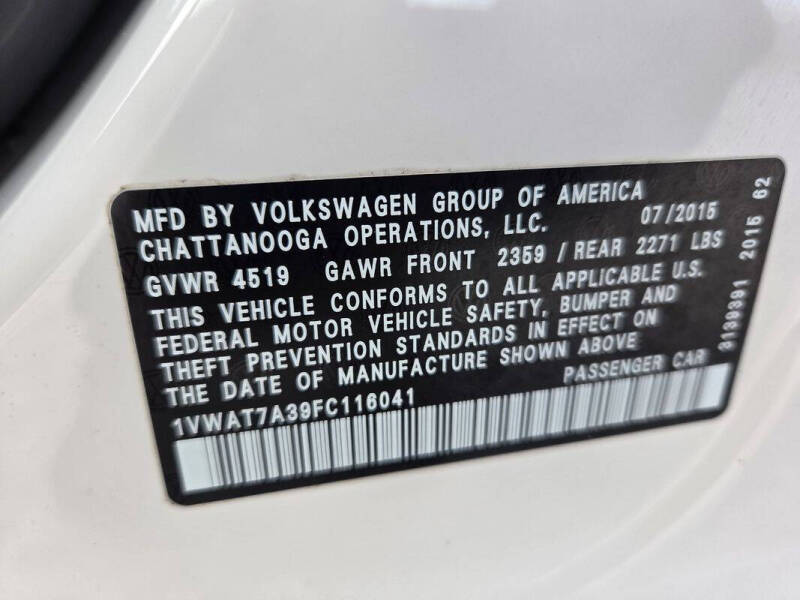 MFD BY VOLKSWAGEN GROUP OF AMERICA
CHATTANOOGA OPERATIONS, LLC. 07/2015
GVWR 4519 GAWR FRONT 2359 / REAR 2271 LBS
THIS VEHICLE CONFORMS TO ALL APPLICABLE U.S.
FEDERAL MOTOR VEHICLE SAFETY, BUMPER AND
THEFT PREVENTION STANDARDS IN EFFECT ON
THE DATE OF MANUFACTURE SHOWN ABOVE
1VWAT7A39FC116041 PASSENGER CAR
3139391 2015 62